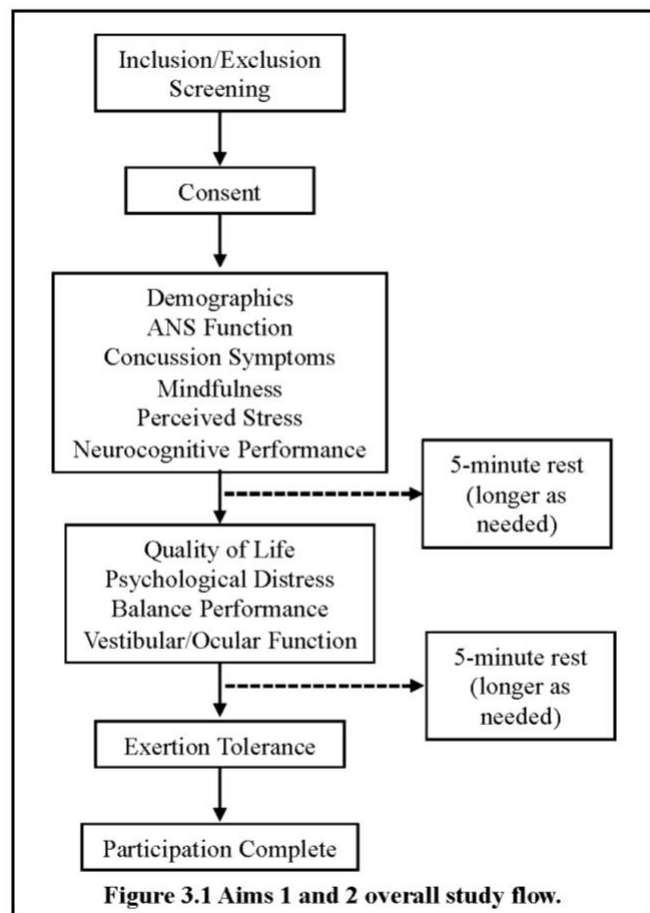 Inclusion/Exclusion
Screening
Consent
Demographics
ANS Function
Concussion Symptoms
Mindfulness
Perceived Stress
Neurocognitive Performance
5-minute rest
(longer as
needed)
Quality of Life
Psychological Distress
Balance Performance
Vestibular/Ocular Function
5-minute rest
(longer as
needed)
Exertion Tolerance
Participation Complete
Figure 3.1 Aims 1 and 2 overall study flow.